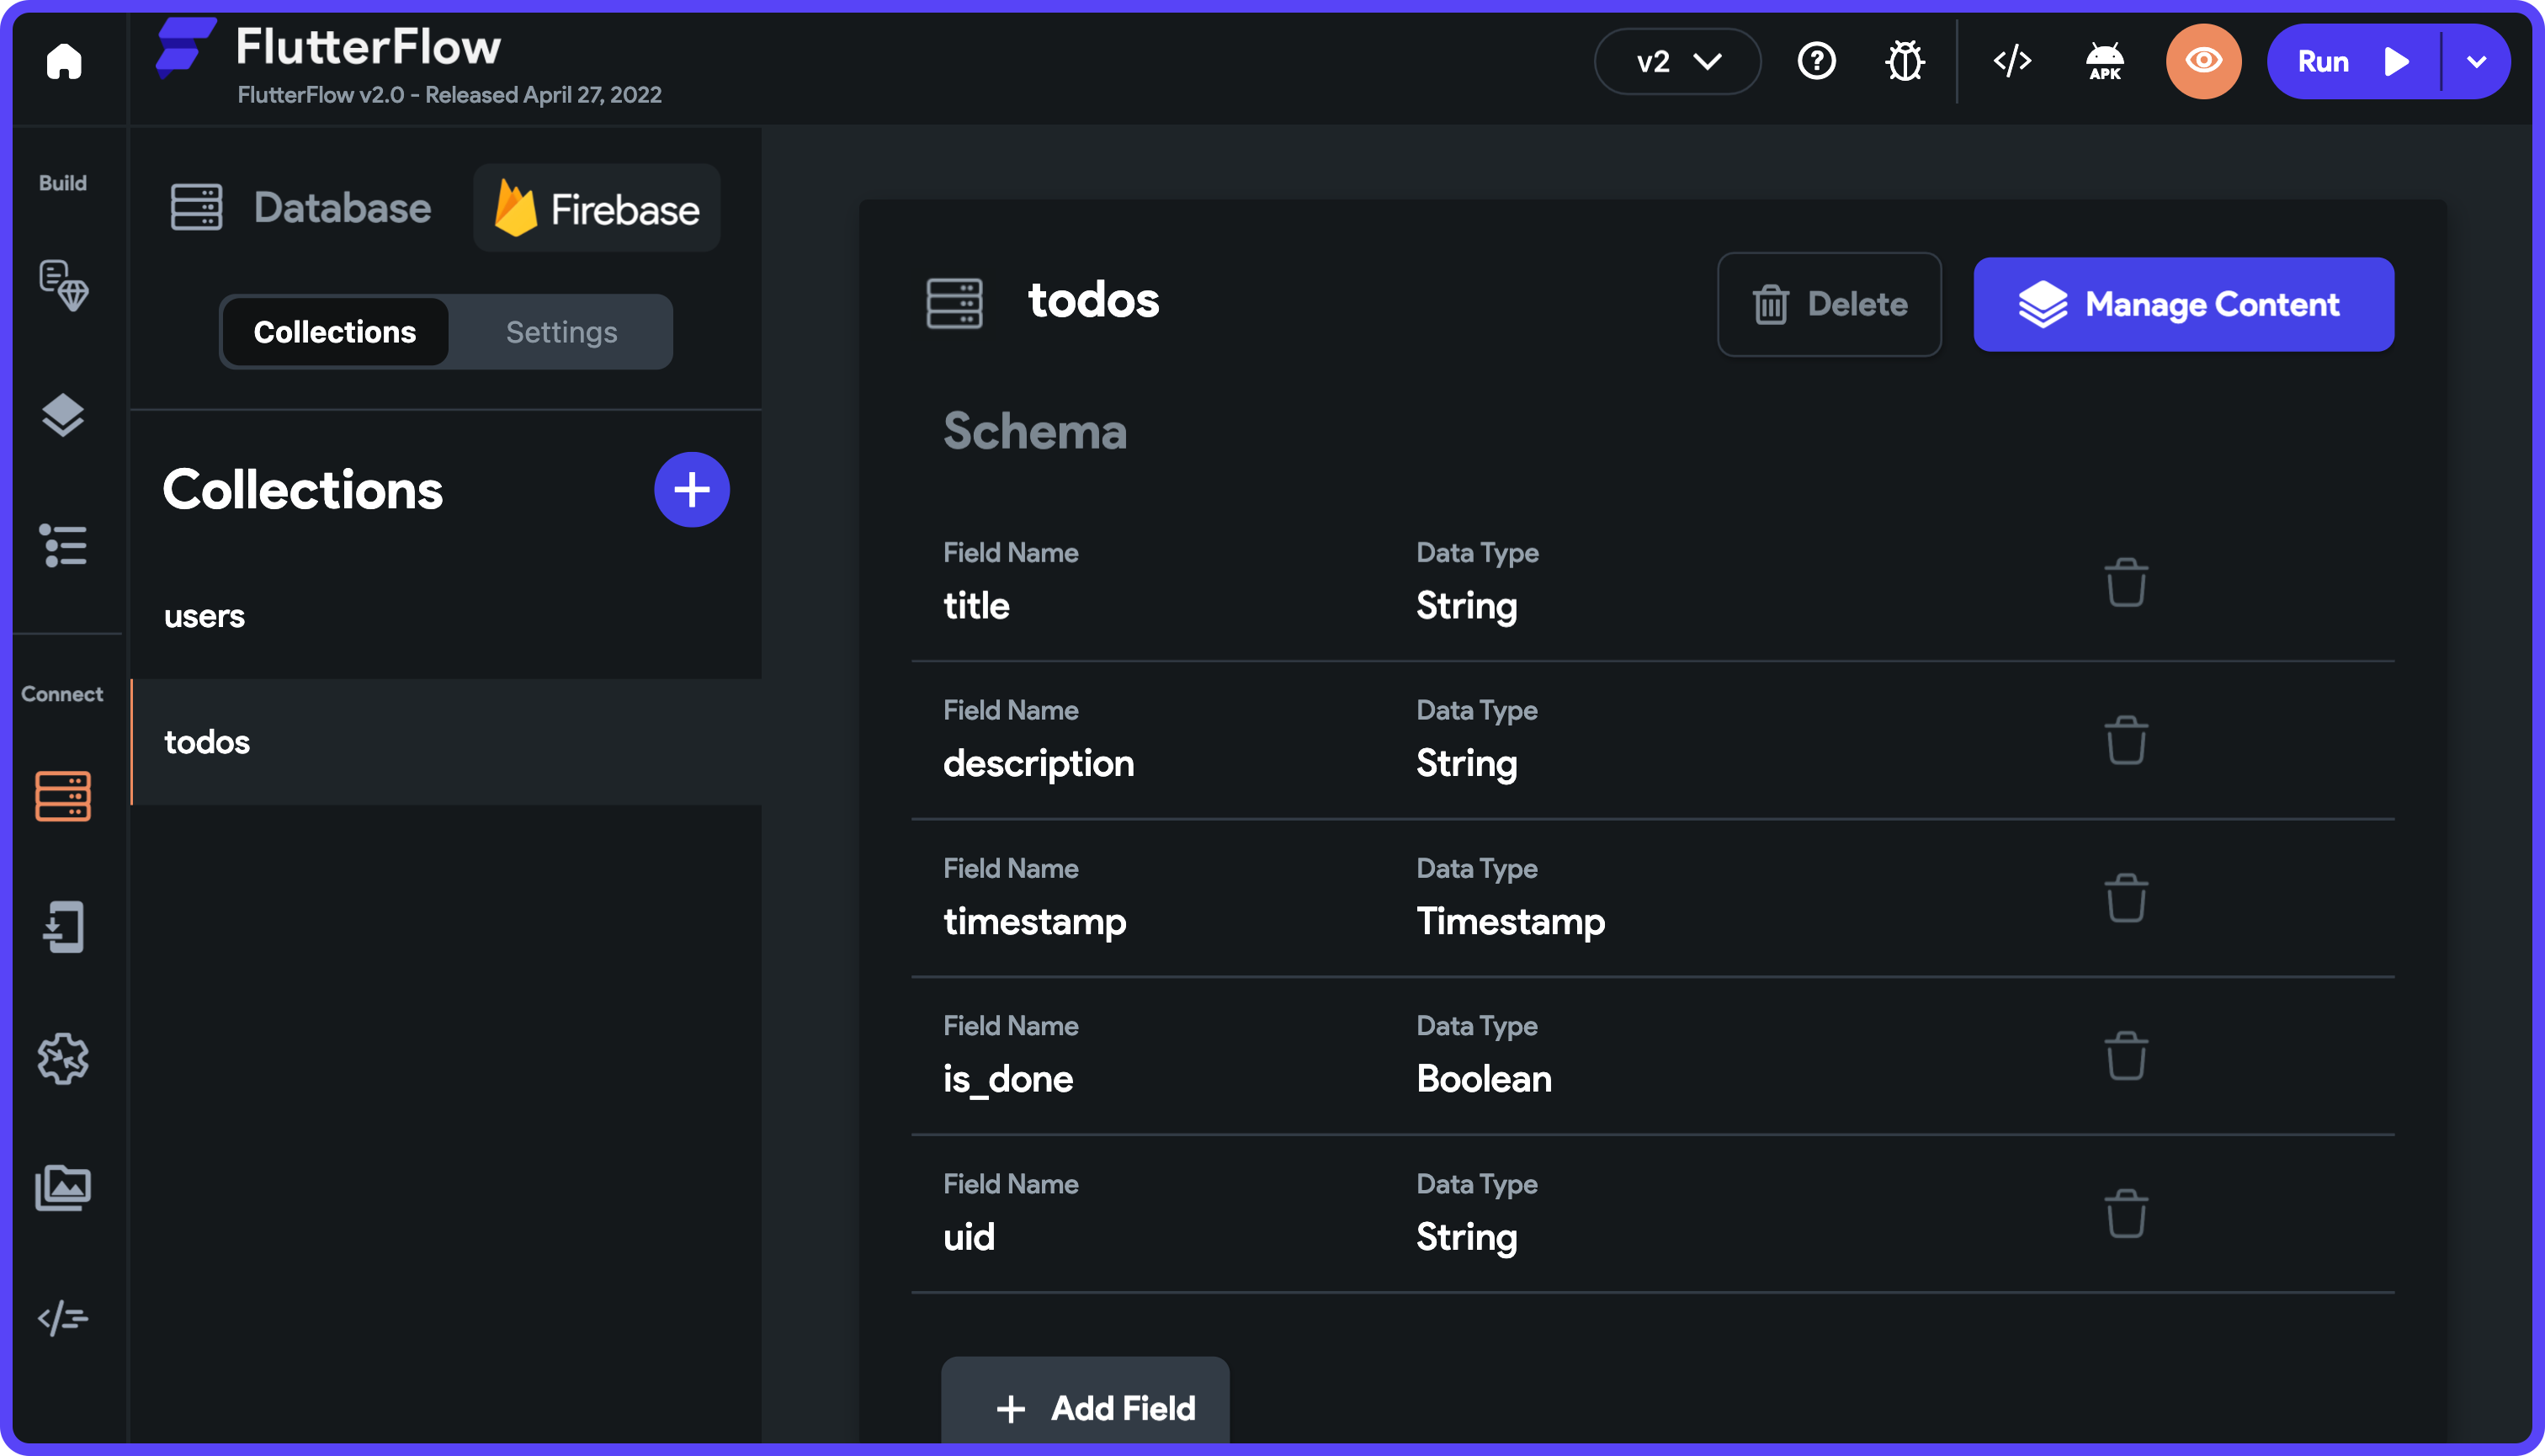 FlutterFlow
FlutterFlow v2.0 - Released April 27, 2022
v2
APK
Run
Build
Connect
Database
Firebase
Collections
Settings
Collections
users
todos
todos
Delete
Manage Content
Schema
Field Name
Data Type
title
String
Field Name
Data Type
description
String
Field Name
Data Type
timestamp
Timestamp
Field Name
Data Type
is_done
Boolean
Field Name
Data Type
uid
String
+ Add Field